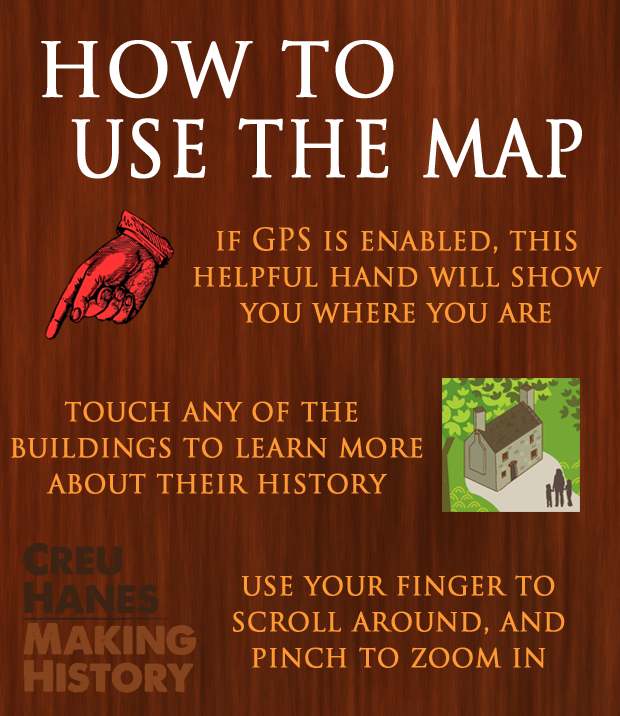 HOW TO
USE THE MAP
IF GPS IS ENABLED, THIS
HELPFUL HAND WILL SHOW
YOU WHERE YOU ARE
TOUCH ANY OF THE
BUILDINGS TO LEARN MORE
ABOUT THEIR HISTORY
CREU
HANES
MAKING
HISTORY
USE YOUR FINGER TO
SCROLL AROUND, AND
PINCH TO ZOOM IN